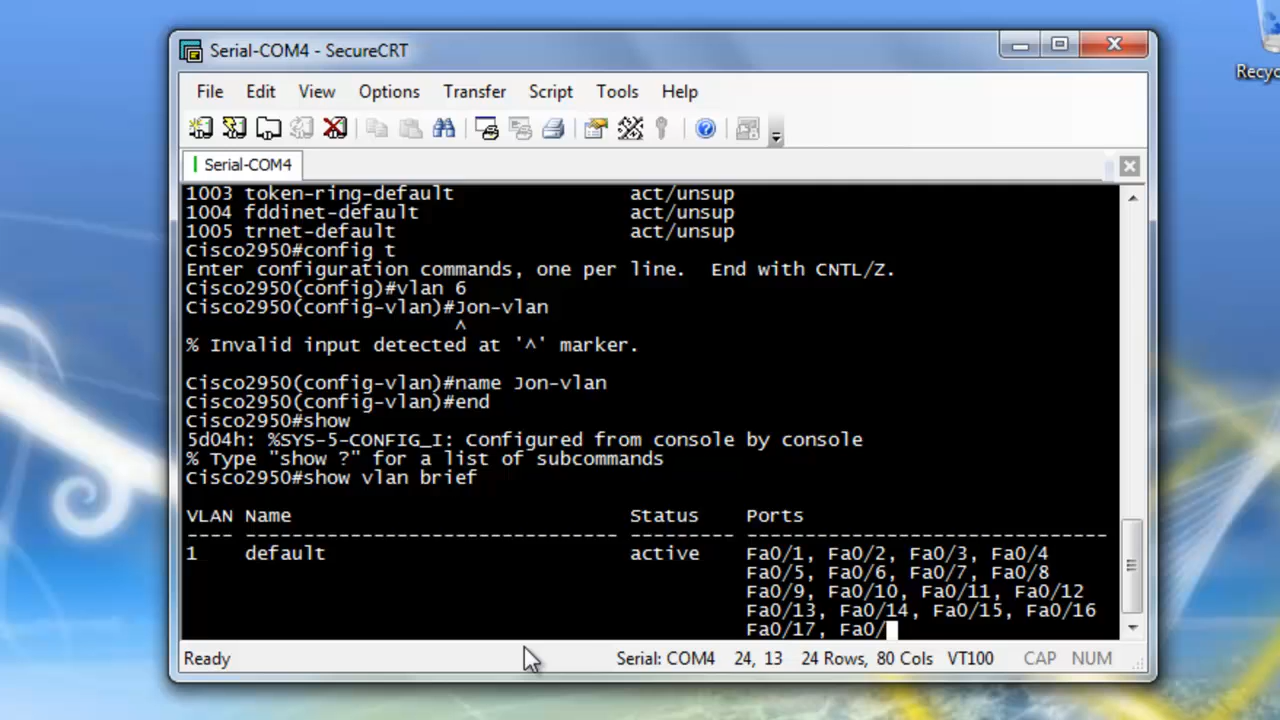 Serial-COM4 - SecureCRT
File Edit View Options Transfer Script Tools Help
Serial-COM4
1003 token-ring-default act/unsup
1004 fddinet-default act/unsup
1005 trnet-default act/unsup
Cisco2950#config t
Enter configuration commands, one per line.  End with CNTL/Z.
Cisco2950(config)#vlan 6
Cisco2950(config-vlan)#Jon-vlan
^
% Invalid input detected at '^' marker.
Cisco2950(config-vlan)#name Jon-vlan
Cisco2950(config-vlan)#end
Cisco2950#show
5d04h: %SYS-5-CONFIG_I: Configured from console by console
% Type "show ?" for a list of subcommands
Cisco2950#show vlan brief
VLAN Name Status Ports
---- -------------------------------- --------- -------------------------------
1 default active Fa0/1, Fa0/2, Fa0/3, Fa0/4
Fa0/5, Fa0/6, Fa0/7, Fa0/8
Fa0/9, Fa0/10, Fa0/11, Fa0/12
Fa0/13, Fa0/14, Fa0/15, Fa0/16
Fa0/17, Fa0/
Ready Serial: COM4 24, 13 24 Rows, 80 Cols VT100 CAP NUM